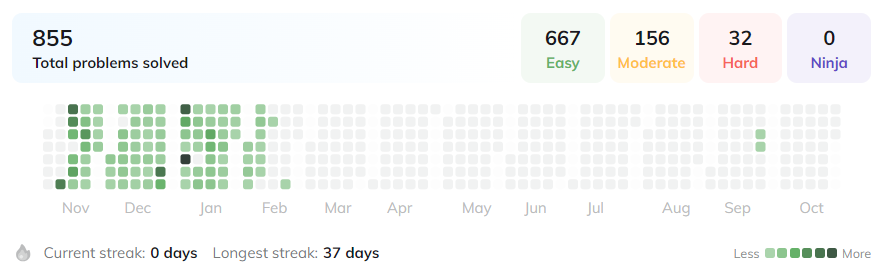 855
Total problems solved
667
Easy
156
Moderate
32
Hard
0
Ninja
Nov Dec Jan Feb Mar Apr May Jun Jul Aug Sep Oct
Current streak: 0 days Longest streak: 37 days
Less More